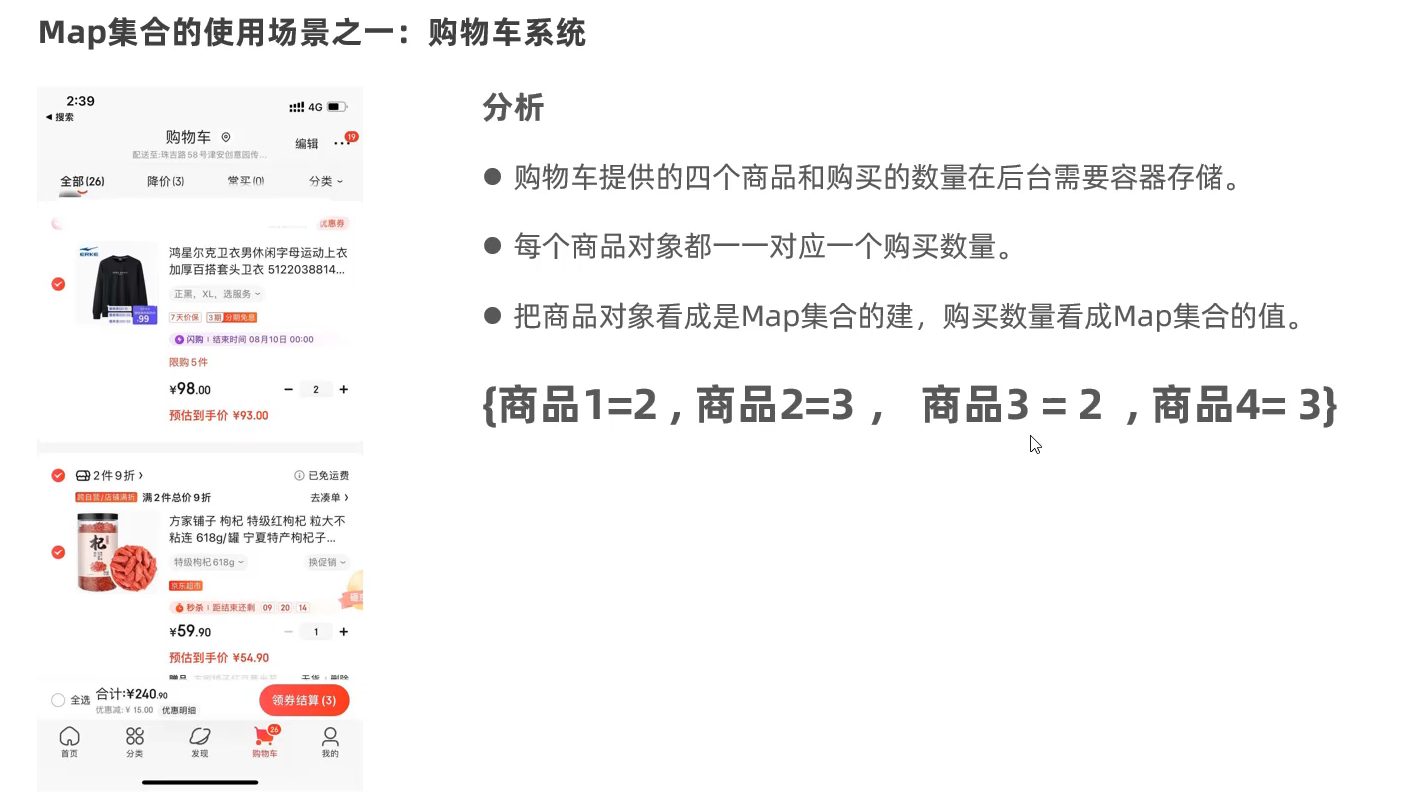 Map集合的使用场景之一：购物车系统
2:39
4G
搜索
购物车
编辑
19
配送至:珠吉路58号津安创意园传...
全部(26)
降价(3)
常买(0)
分类
优惠券
ERKE
鸿星尔克卫衣男休闲字母运动上衣
加厚百搭套头卫衣 5122038814...
正黑，XL，选服务
.99
7天价保 3期 分期免息
闪购 结束时间 08月10日 00:00
限购5件
¥98.00
− 2 +
预估到手价 ¥93.00
2件9折
已免运费
跨自营/店铺满折 满2件总价9折
去凑单
方家铺子 枸杞 特级红枸杞 粒大不
粘连 618g/罐 宁夏特产枸杞子...
杞
特级枸杞618g
换促销
京东超市
秒杀 距结束还剩 09 20 14
¥59.90
− 1 +
预估到手价 ¥54.90
全选
合计:¥240.90
优惠减: ¥ 15.00 优惠明细
领券结算(3)
26
首页
分类
发现
购物车
我的
分析
● 购物车提供的四个商品和购买的数量在后台需要容器存储。
● 每个商品对象都一一对应一个购买数量。
● 把商品对象看成是Map集合的建，购买数量看成Map集合的值。
{商品1=2 , 商品2=3 ， 商品3 = 2 , 商品4= 3}